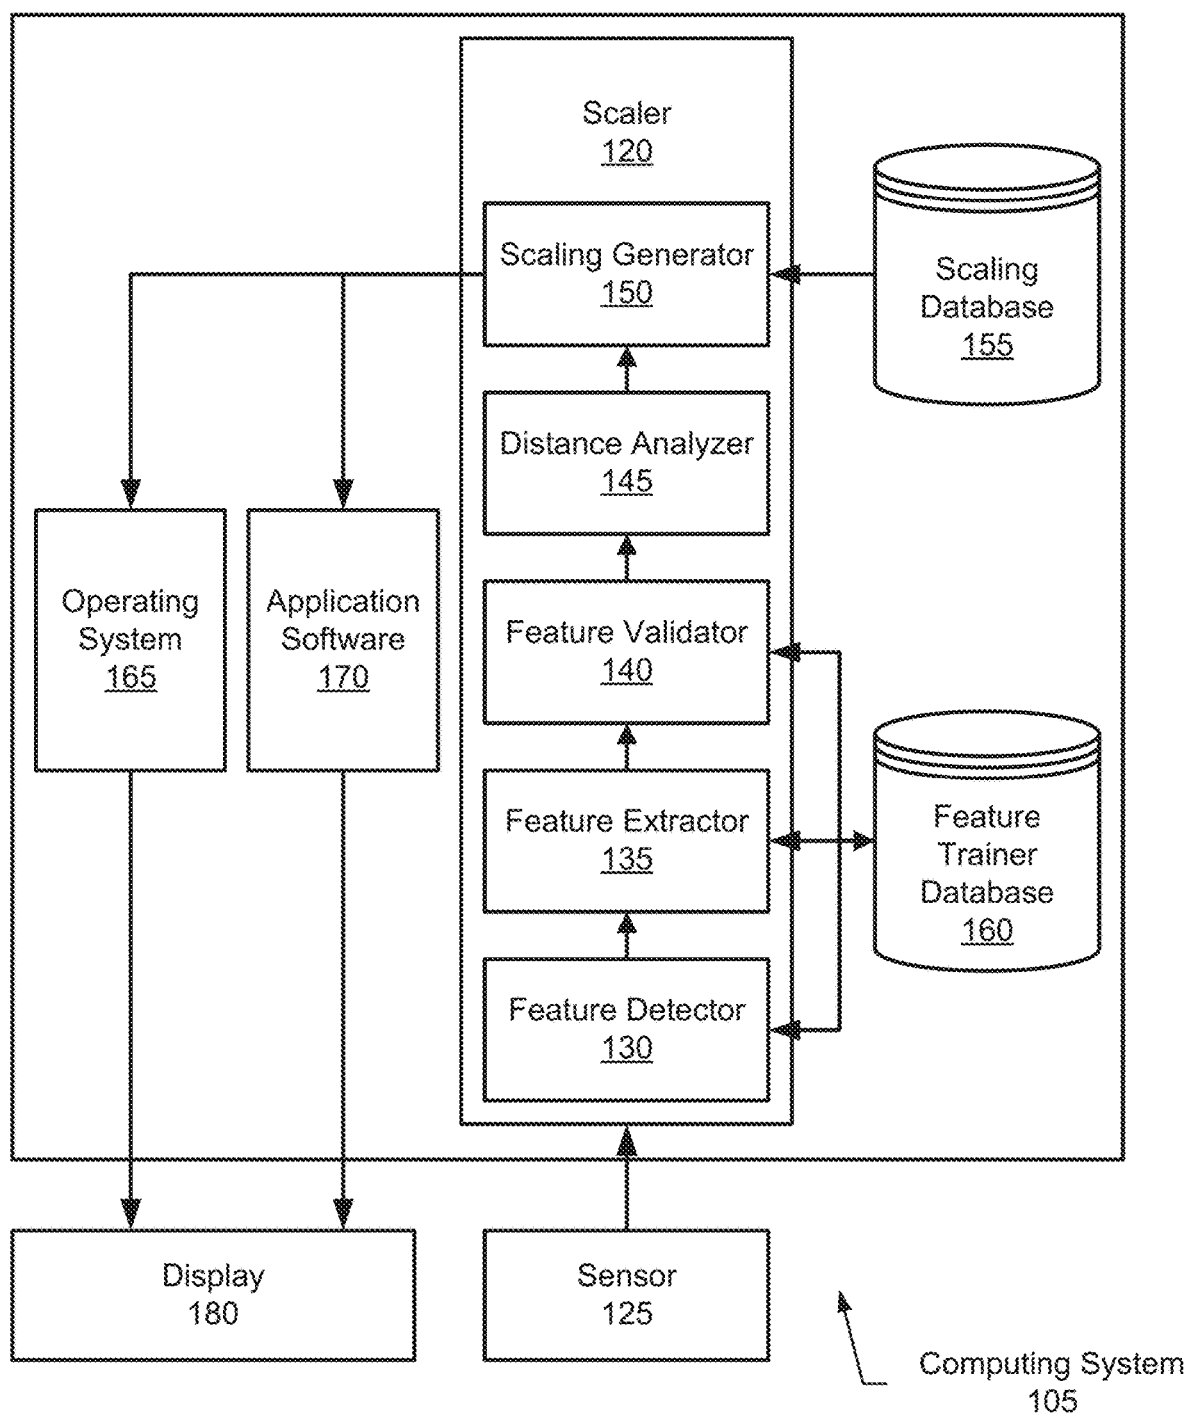 Scaler
120
Scaling Generator
150
Scaling
Database
155
Distance Analyzer
145
Operating
System
165
Application
Software
170
Feature Validator
140
Feature Extractor
135
Feature
Trainer
Database
160
Feature Detector
130
Display
180
Sensor
125
Computing System
105